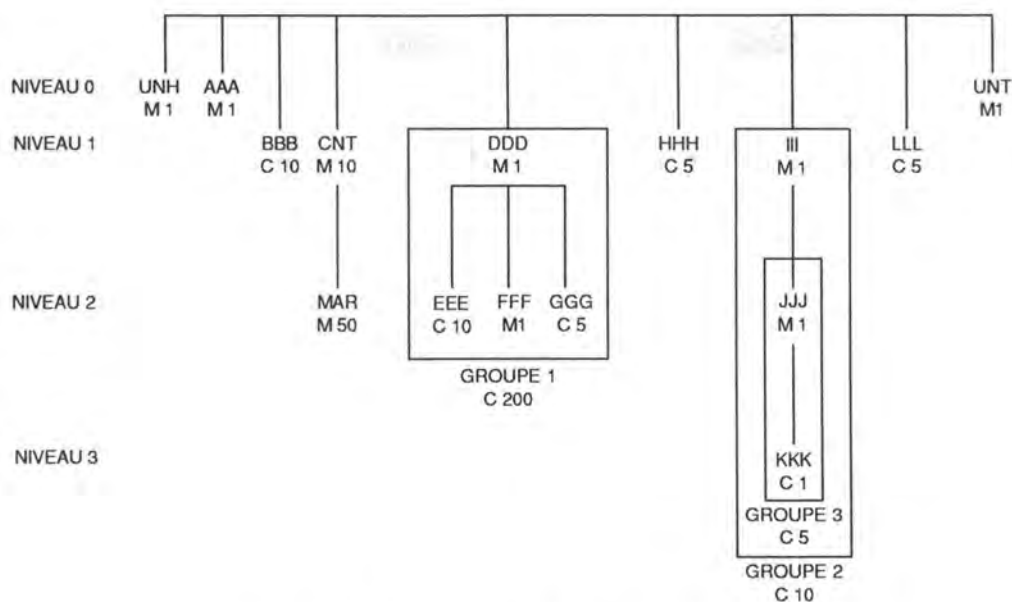 NIVEAU 0 UNH AAA UNT
M 1 M 1 M1
NIVEAU 1 BBB CNT DDD HHH III LLL
C 10 M 10 M 1 C 5 M 1 C 5
NIVEAU 2 MAR EEE FFF GGG JJJ
M 50 C 10 M1 C 5 M 1
GROUPE 1
C 200
NIVEAU 3 KKK
C 1
GROUPE 3
C 5
GROUPE 2
C 10